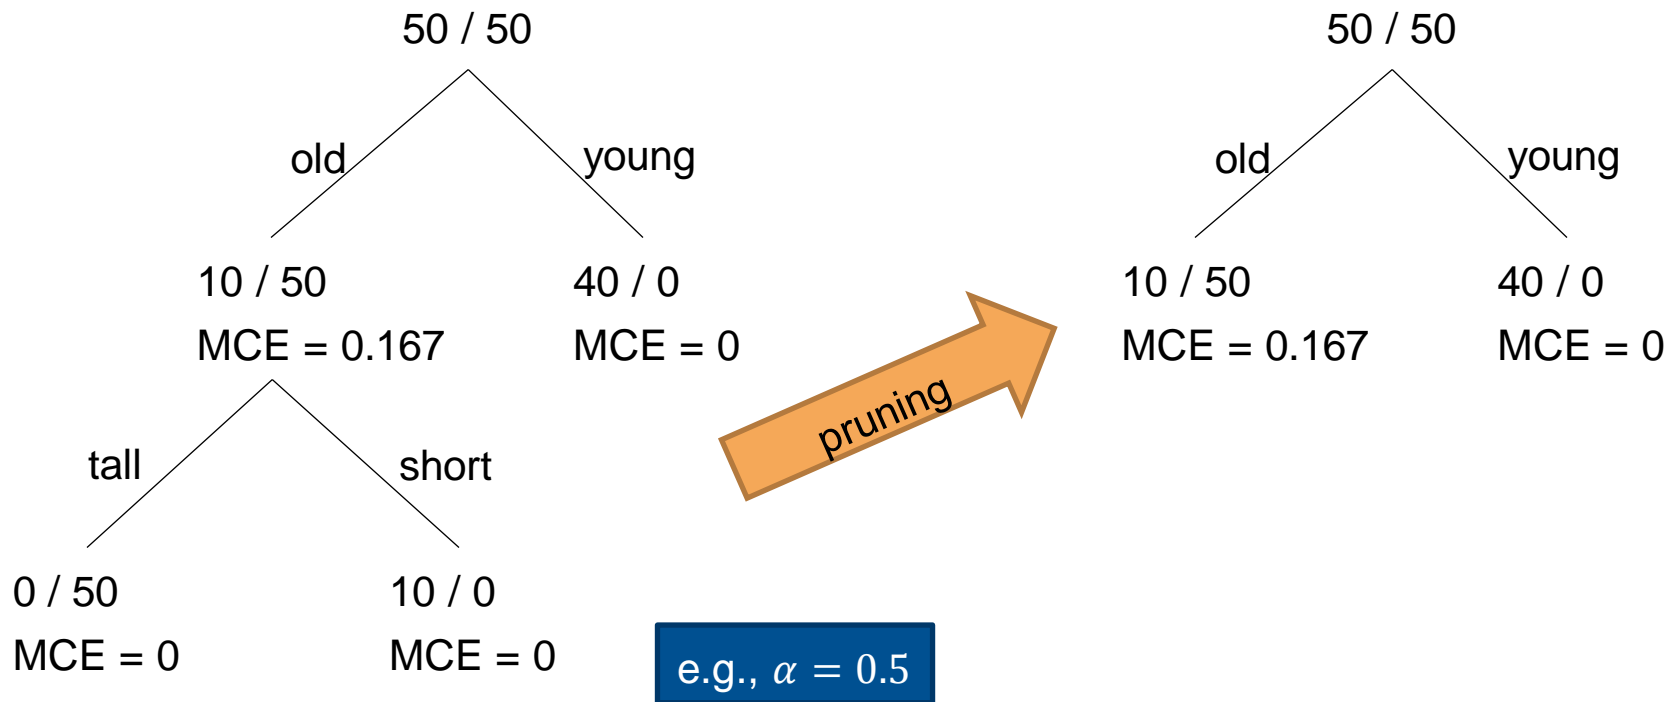 50 / 50
old
young
10 / 50
MCE = 0.167
40 / 0
MCE = 0
tall
short
0 / 50
MCE = 0
10 / 0
MCE = 0
pruning
e.g., α = 0.5
50 / 50
old
young
10 / 50
MCE = 0.167
40 / 0
MCE = 0